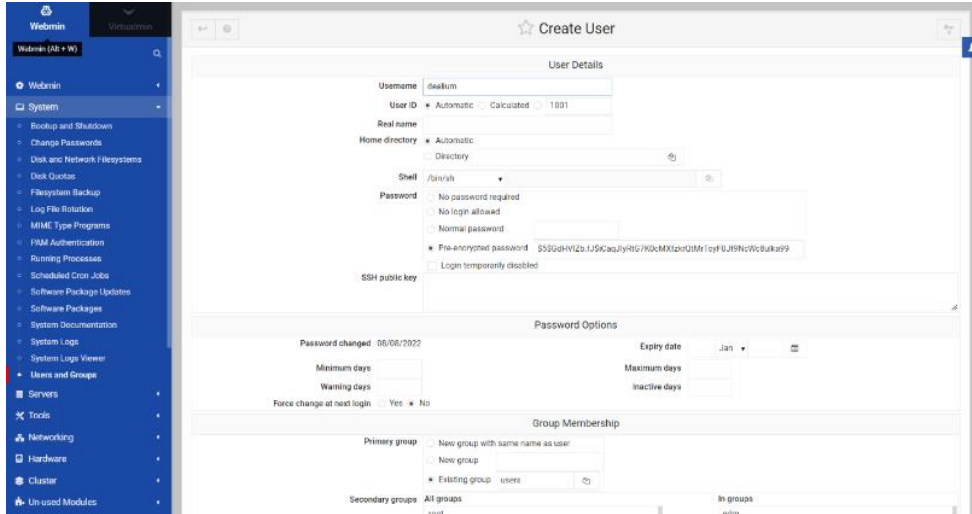 Webmin Virtualmin
Webmin (Alt + W)
Webmin
System
Bootup and Shutdown
Change Passwords
Disk and Network Filesystems
Disk Quotas
Filesystem Backup
Log File Rotation
MIME Type Programs
PAM Authentication
Running Processes
Scheduled Cron Jobs
Software Package Updates
Software Packages
System Documentation
System Logs
System Logs Viewer
Users and Groups
Servers
Tools
Networking
Hardware
Cluster
Un-used Modules
Create User
User Details
Username dealium
User ID Automatic Calculated 1001
Real name
Home directory Automatic
Directory
Shell /bin/sh
Password No password required
No login allowed
Normal password
Pre-encrypted password
Login temporarily disabled
SSH public key
Password Options
Password changed 08/08/2022 Expiry date Jan
Minimum days Maximum days
Warning days Inactive days
Force change at next login Yes No
Group Membership
Primary group New group with same name as user
New group
Existing group users
Secondary groups All groups In groups
root adm